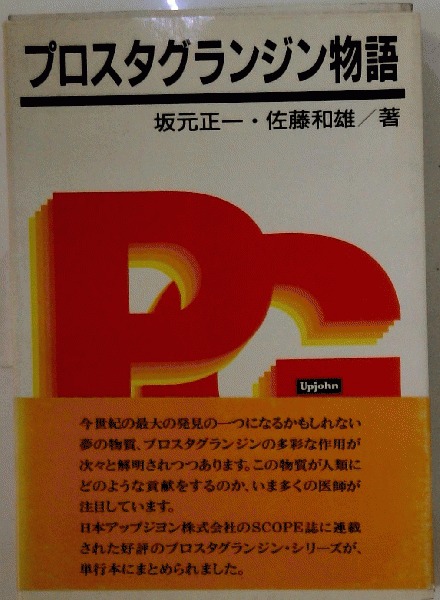 プロスタグランジン物語
坂元正一・佐藤和雄／著
PG
Upjohn
今世紀の最大の発見の一つになるかもしれない
夢の物質、プロスタグランジンの多彩な作用が
次々と解明されつつあります。この物質が人類に
どのような貢献をするのか、いま多くの医師が
注目しています。
日本アップジョン株式会社のSCOPE誌に連載
された好評のプロスタグランジン・シリーズが、
単行本にまとめられました。